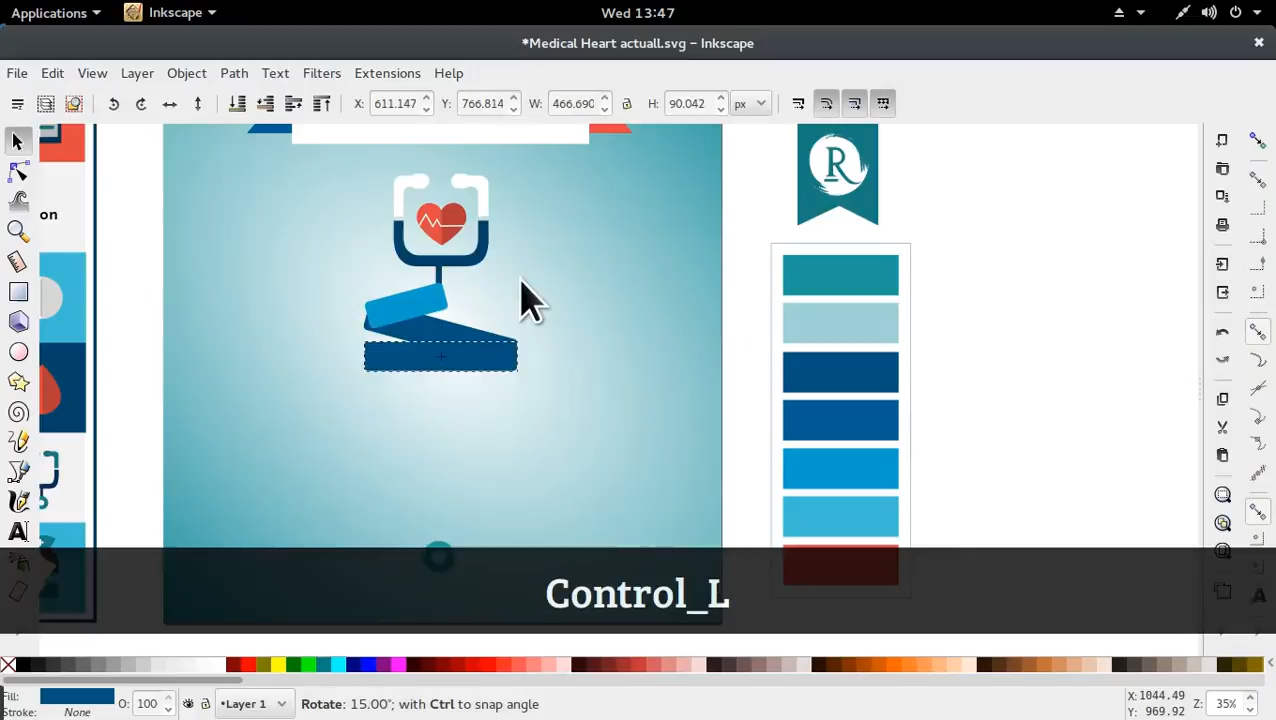 Applications
Inkscape
Wed 13:47
*Medical Heart actuall.svg – Inkscape
File Edit View Layer Object Path Text Filters Extensions Help
X: 611.147 Y: 766.814 W: 466.690 H: 90.042 px
R
on
Control_L
Fill:
Stroke: None
O: 100
•Layer 1
Rotate: 15.00°; with Ctrl to snap angle
X: 1044.49
Y: 969.92
Z: 35%